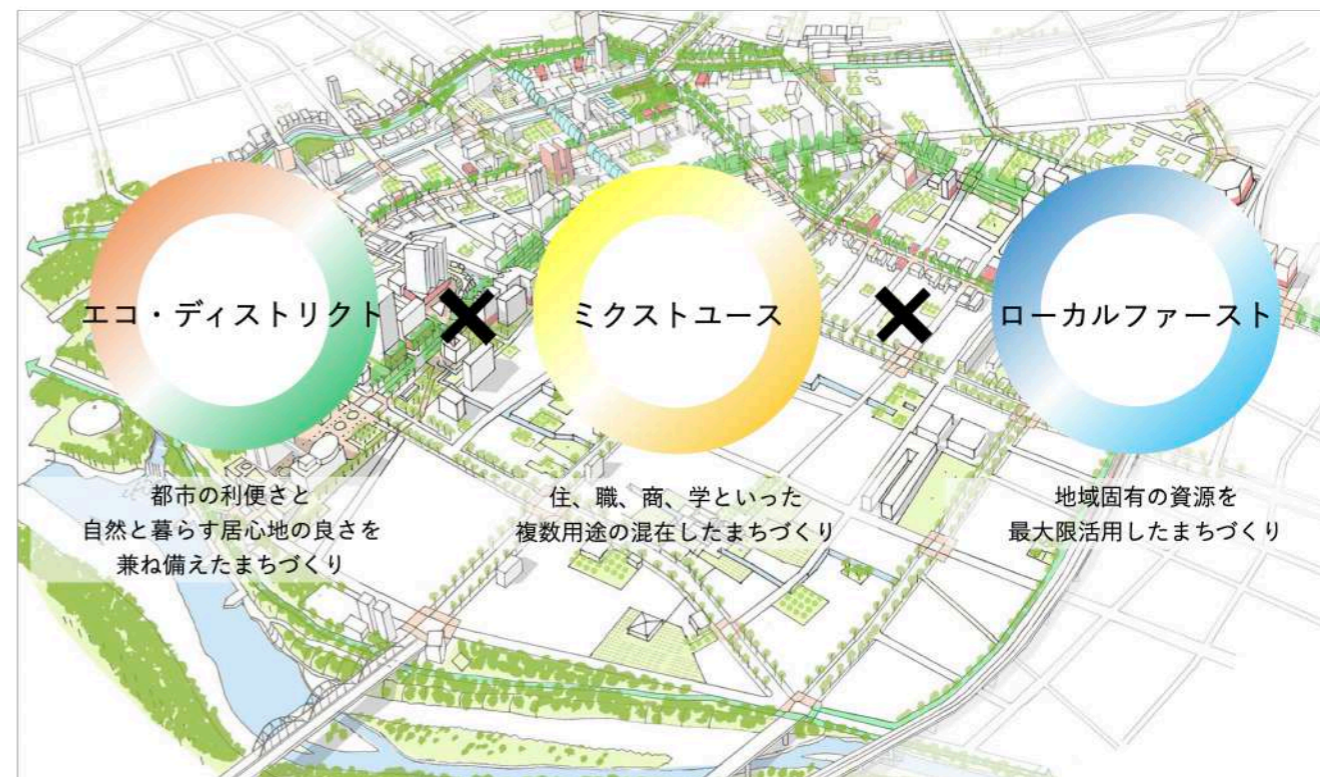 エコ・ディストリクト
×
ミクストユース
×
ローカルファースト
都市の利便さと
自然と暮らす居心地の良さを
兼ね備えたまちづくり
住、職、商、学といった
複数用途の混在したまちづくり
地域固有の資源を
最大限活用したまちづくり